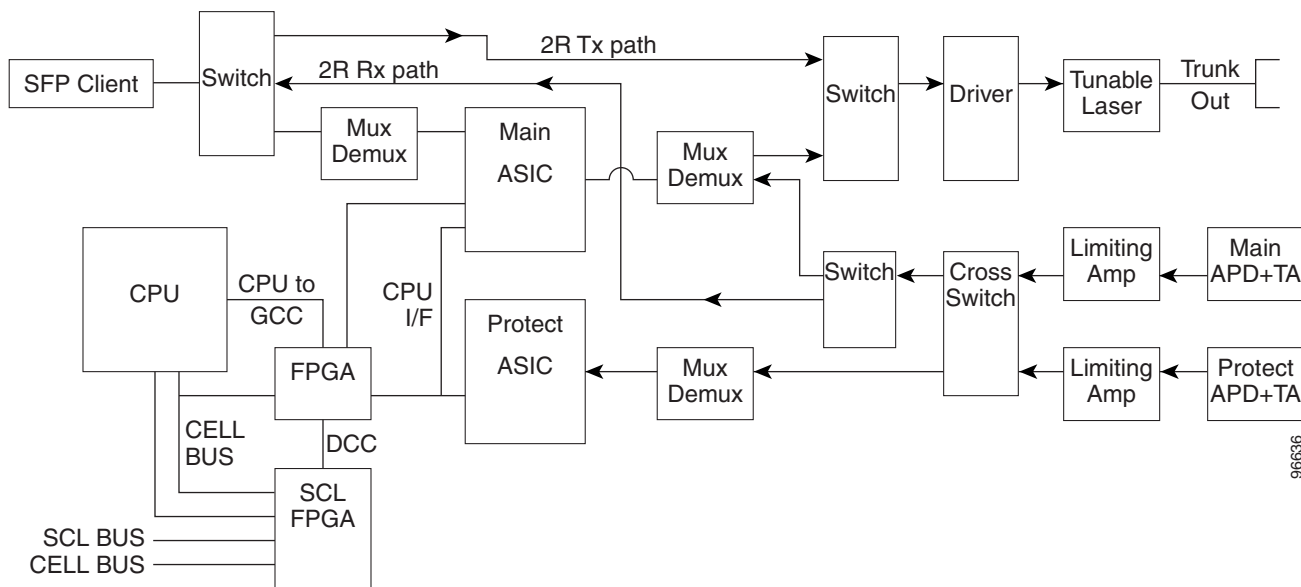 2R Tx path
Switch
SFP Client
2R Rx path
Mux
Demux
Main
ASIC
Mux
Demux
Switch
Driver
Tunable
Laser
Trunk
Out
CPU
CPU to
GCC
CPU
I/F
Switch
Cross
Switch
Limiting
Amp
Main
APD+TA
Protect
ASIC
FPGA
Mux
Demux
Limiting
Amp
Protect
APD+TA
CELL
BUS
DCC
SCL
FPGA
SCL BUS
CELL BUS
96636